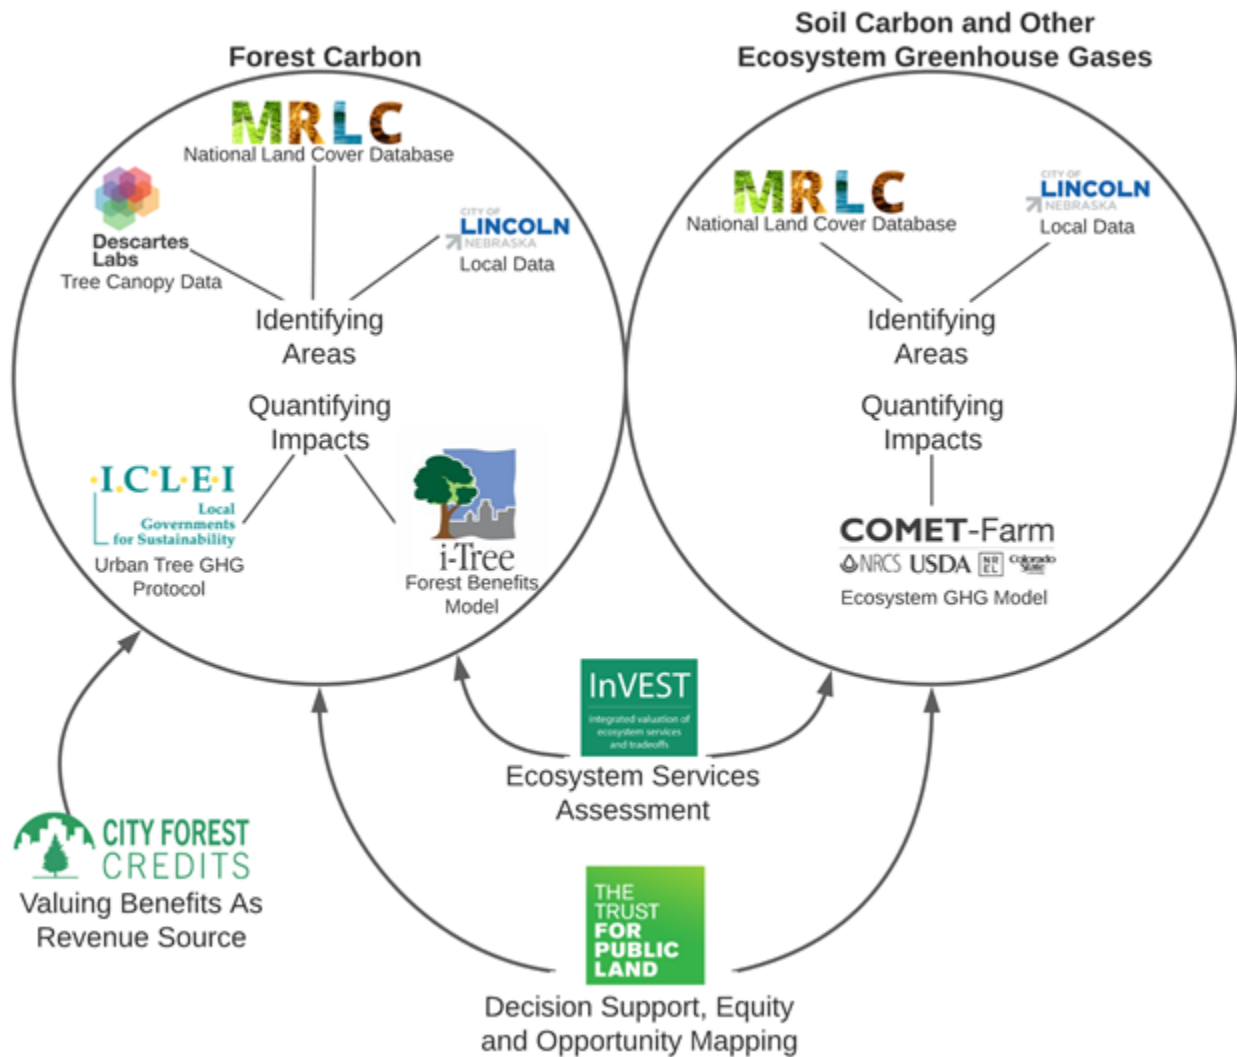 Forest Carbon
MRLC
National Land Cover Database
Descartes
Labs
Tree Canopy Data
CITY OF
LINCOLN
NEBRASKA
Local Data
Identifying
Areas
Quantifying
Impacts
I.C.L.E.I
Local
Governments
for Sustainability
Urban Tree GHG
Protocol
i-Tree
Forest Benefits
Model
Soil Carbon and Other
Ecosystem Greenhouse Gases
MRLC
National Land Cover Database
CITY OF
LINCOLN
NEBRASKA
Local Data
Identifying
Areas
Quantifying
Impacts
COMET-Farm
NRCS USDA NREL Colorado State
Ecosystem GHG Model
InVEST
integrated valuation of
ecosystem services
and tradeoffs
Ecosystem Services
Assessment
CITY FOREST
CREDITS
Valuing Benefits As
Revenue Source
THE
TRUST
FOR
PUBLIC
LAND
Decision Support, Equity
and Opportunity Mapping